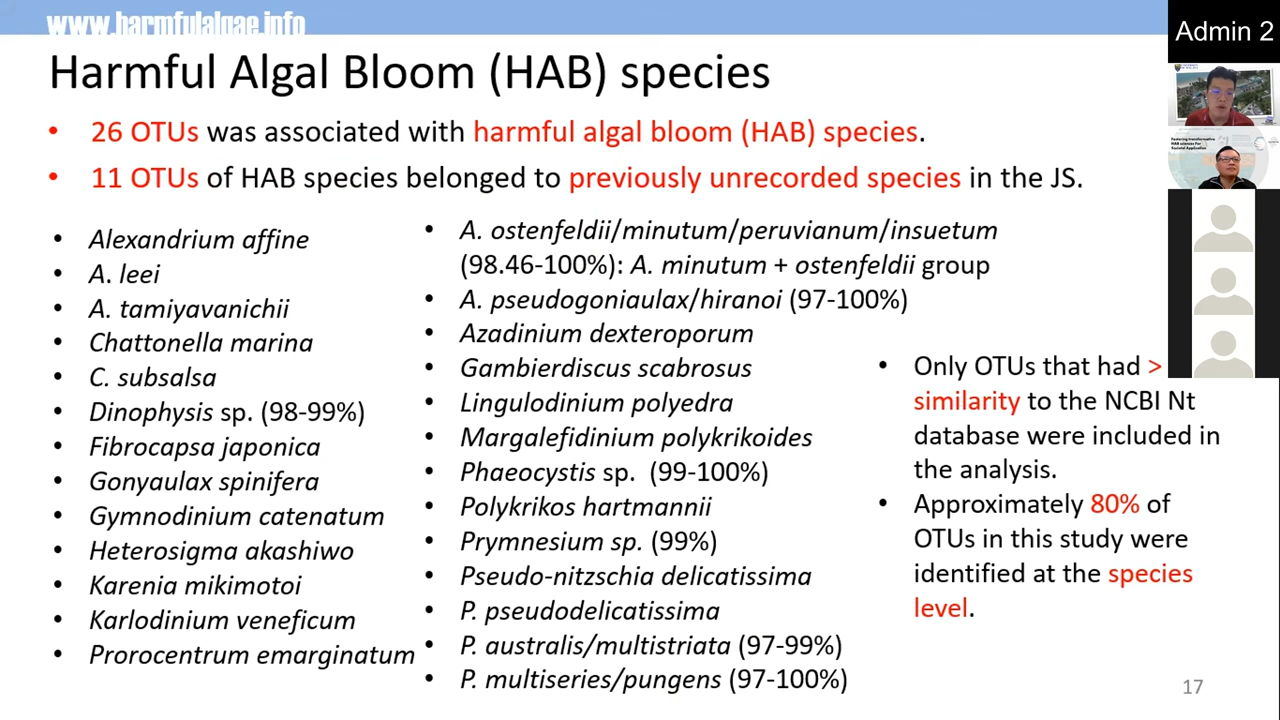 www.harmfulalgae.info
Harmful Algal Bloom (HAB) species
• 26 OTUs was associated with harmful algal bloom (HAB) species.
• 11 OTUs of HAB species belonged to previously unrecorded species in the JS.
• Alexandrium affine
• A. leei
• A. tamiyavanichii
• Chattonella marina
• C. subsalsa
• Dinophysis sp. (98-99%)
• Fibrocapsa japonica
• Gonyaulax spinifera
• Gymnodinium catenatum
• Heterosigma akashiwo
• Karenia mikimotoi
• Karlodinium veneficum
• Prorocentrum emarginatum
• A. ostenfeldii/minutum/peruvianum/insuetum
(98.46-100%): A. minutum + ostenfeldii group
• A. pseudogoniaulax/hiranoi (97-100%)
• Azadinium dexteroporum
• Gambierdiscus scabrosus
• Lingulodinium polyedra
• Margalefidinium polykrikoides
• Phaeocystis sp. (99-100%)
• Polykrikos hartmannii
• Prymnesium sp. (99%)
• Pseudo-nitzschia delicatissima
• P. pseudodelicatissima
• P. australis/multistriata (97-99%)
• P. multiseries/pungens (97-100%)
• Only OTUs that had >
similarity to the NCBI Nt
database were included in
the analysis.
• Approximately 80% of
OTUs in this study were
identified at the species
level.
17
Admin 2
HAB sciences For
Societal Application